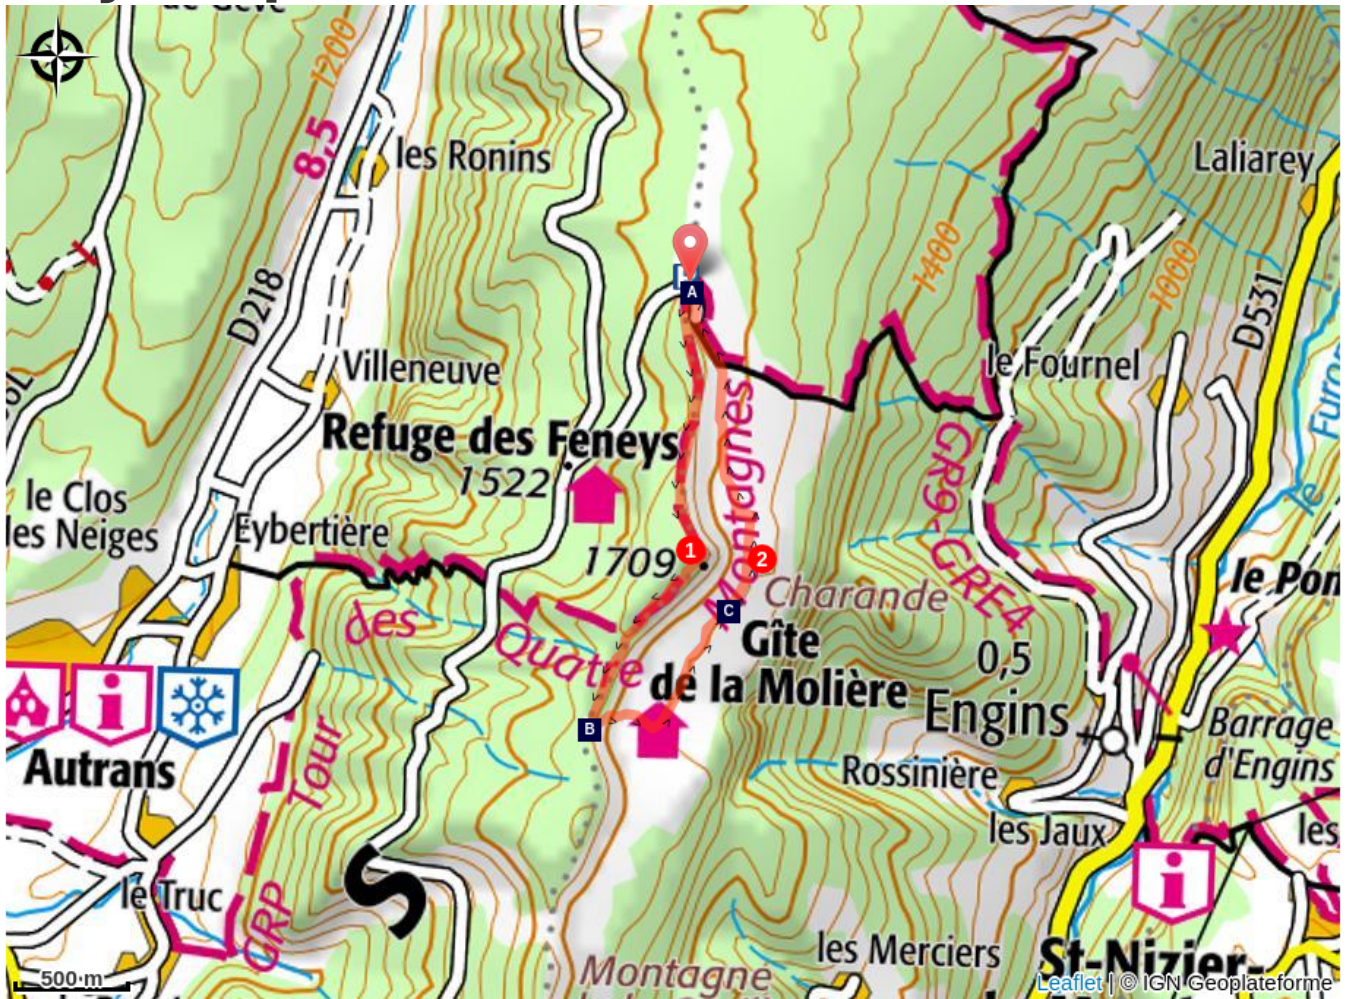 1200
8,5
les Ronins
Laliarey
A
1400
1000
D218
D531
Villeneuve
le Fournel
Refuge des Feneys
1522
Montagnes
GR9-GRE4
le Clos
des Neiges
Eybertière
1709
1
2
Charande
C
des
Quatre
Gîte
de la Molière
0,5
Engins
B
i
Barrage
d'Engins
Autrans
Tour
Rossinière
les Jaux
les
i
le Truc
GRP
les Merciers
St-Nizier-
Montagne
500 m
Leaflet | © IGN Geoplateforme